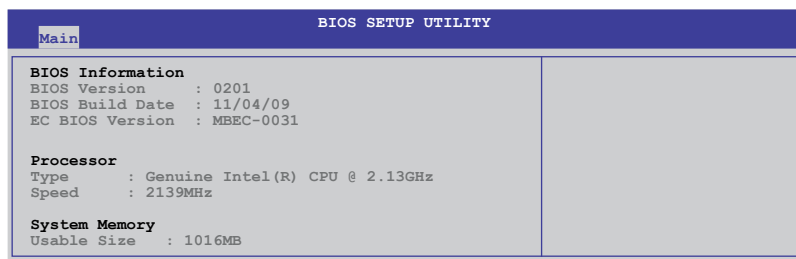 BIOS SETUP UTILITY
Main
BIOS Information
BIOS Version : 0201
BIOS Build Date : 11/04/09
EC BIOS Version : MBEC-0031
Processor
Type : Genuine Intel(R) CPU @ 2.13GHz
Speed : 2139MHz
System Memory
Usable Size : 1016MB